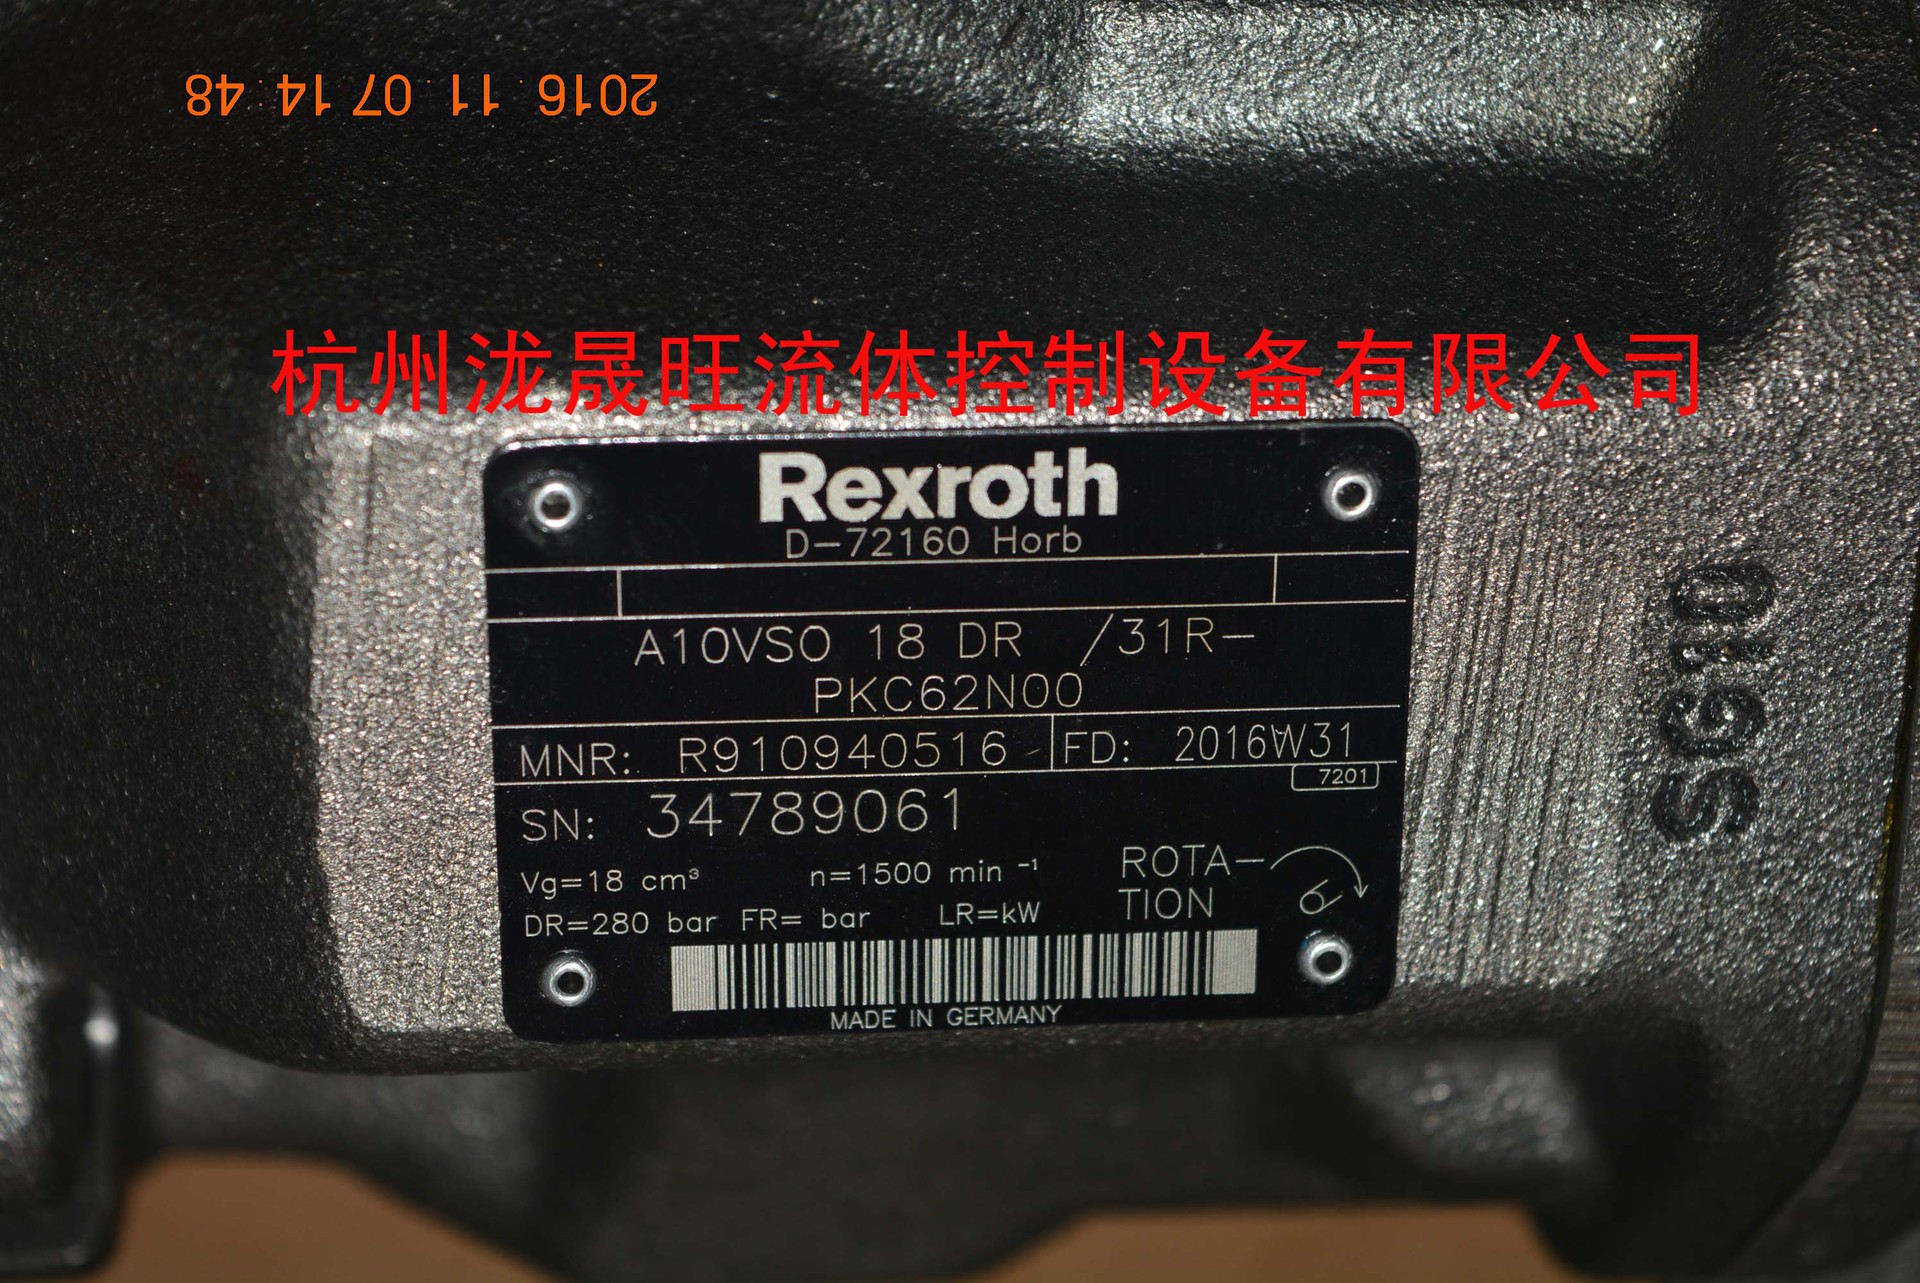 2016.11.07 14:48
杭州泷晟旺流体控制设备有限公司
Rexroth
D-72160 Horb
A10VSO 18 DR /31R-
PKC62N00
MNR: R910940516 FD: 2016W31
7201
SN: 34789061
Vg=18 cm³ n=1500 min -1
DR=280 bar FR= bar LR=kW
ROTA-
TION
MADE IN GERMANY
SG10